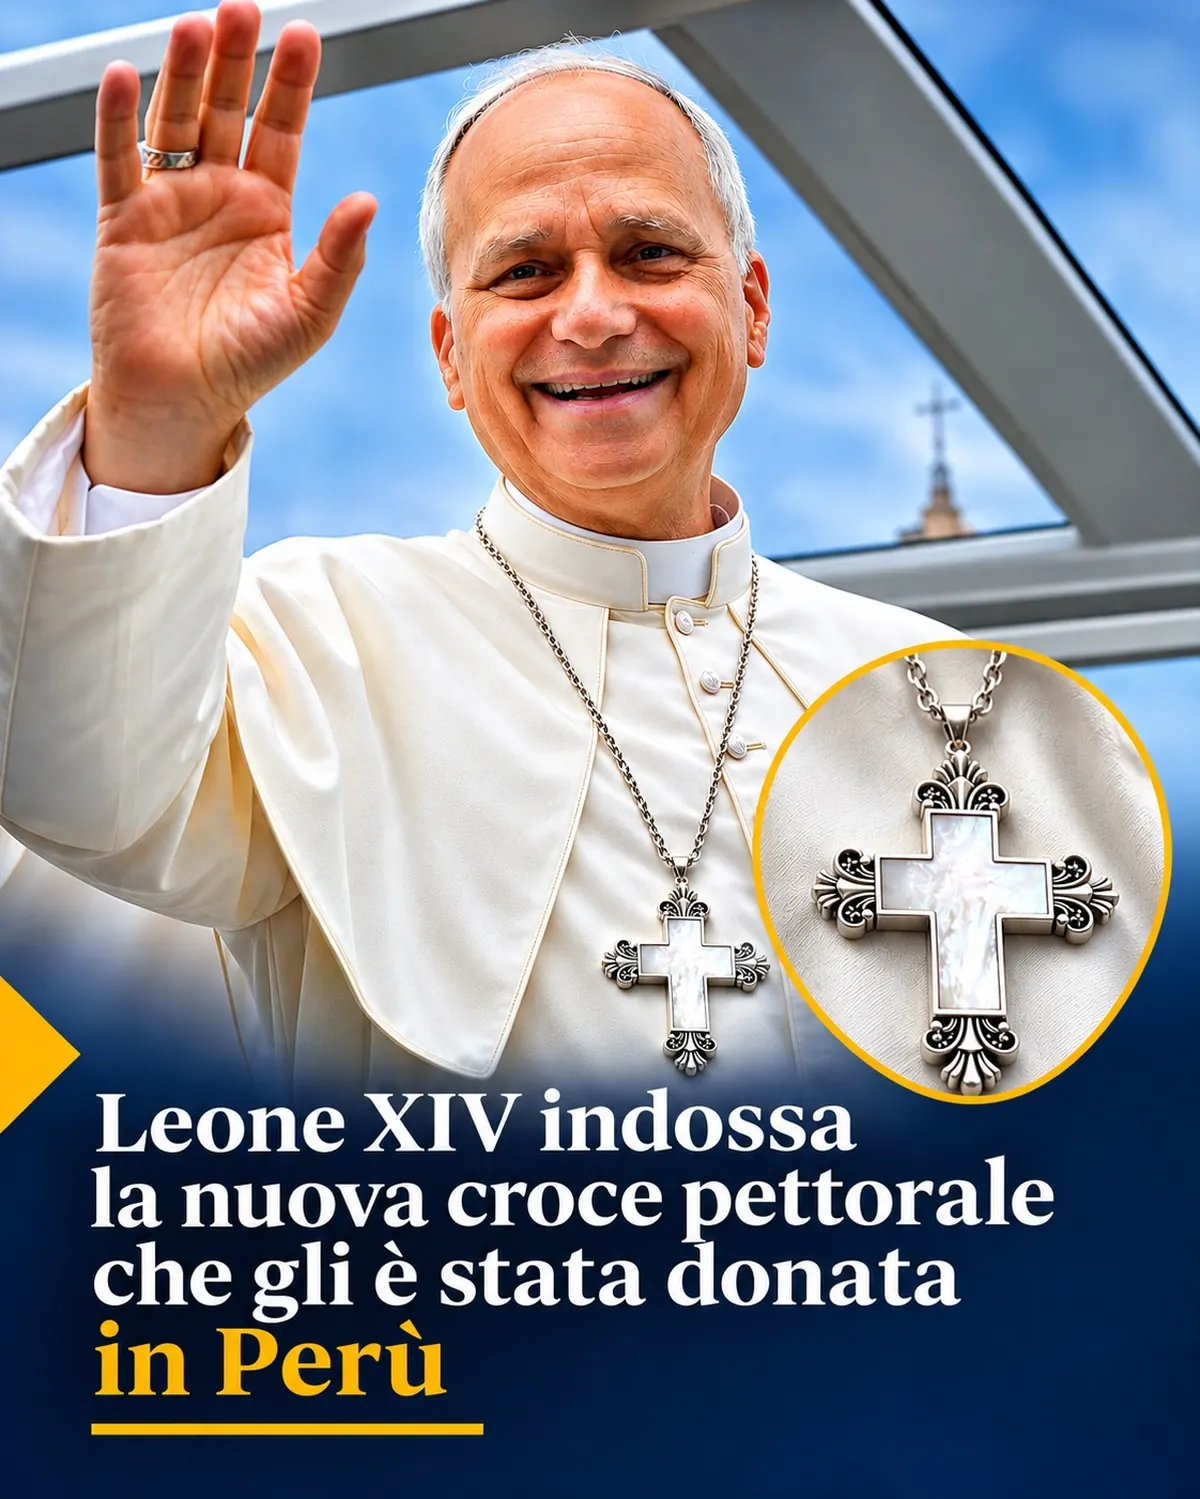 Leone XIV indossa
la nuova croce pettorale
che gli è stata donata
in Perù